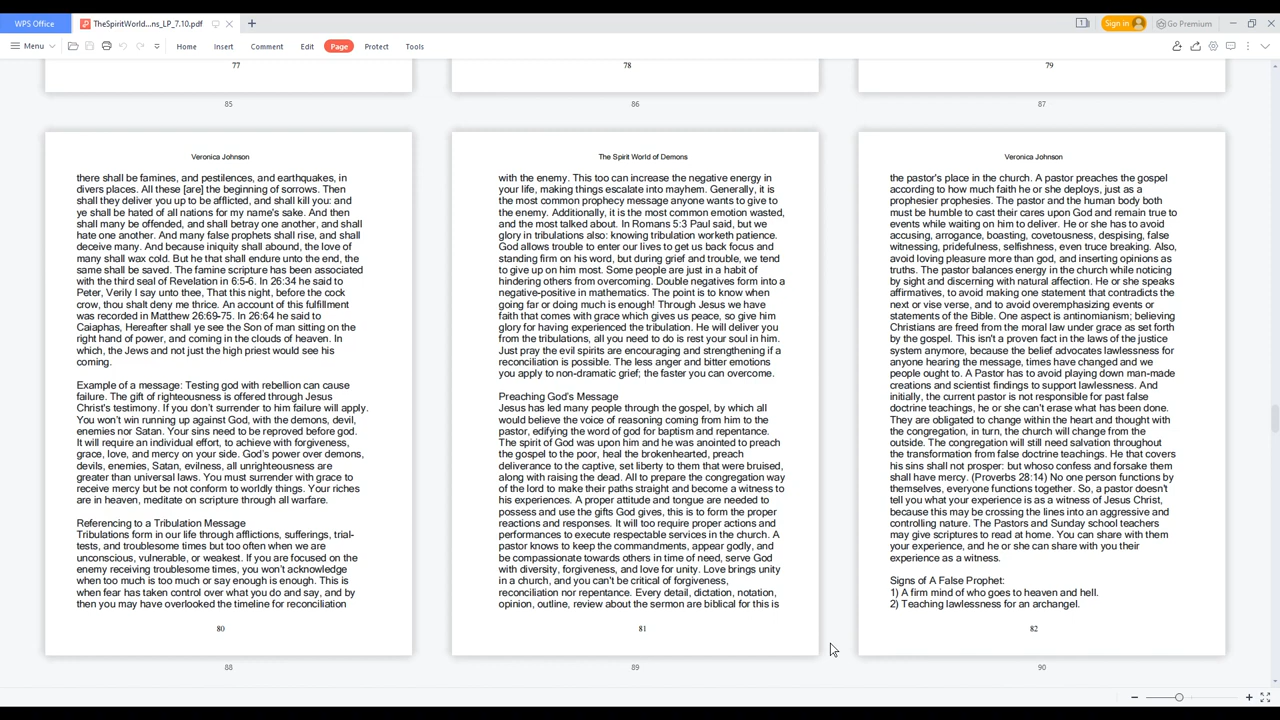 WPS Office
TheSpiritWorld...ns_LP_7.10.pdf
1
Sign in
Go Premium
Menu
Home
Insert
Comment
Edit
Page
Protect
Tools
77
78
79
85
86
87
Veronica Johnson
there shall be famines, and pestilences, and earthquakes, in
divers places. All these [are] the beginning of sorrows. Then
shall they deliver you up to be afflicted, and shall kill you: and
ye shall be hated of all nations for my name's sake. And then
shall many be offended, and shall betray one another, and shall
hate one another. And many false prophets shall rise, and shall
deceive many. And because iniquity shall abound, the love of
many shall wax cold. But he that shall endure unto the end, the
same shall be saved. The famine scripture has been associated
with the third seal of Revelation in 6:5-6. In 26:34 he said to
Peter, Verily I say unto thee, That this night, before the cock
crow, thou shalt deny me thrice. An account of this fulfillment
was recorded in Matthew 26:69-75. In 26:64 he said to
Caiaphas, Hereafter shall ye see the Son of man sitting on the
right hand of power, and coming in the clouds of heaven. In
which, the Jews and not just the high priest would see his
coming.
Example of a message: Testing god with rebellion can cause
failure. The gift of righteousness is offered through Jesus
Christ's testimony. If you don't surrender to him failure will apply.
You won't win running up against God, with the demons, devil,
enemies nor Satan. Your sins need to be reproved before god.
It will require an individual effort, to achieve with forgiveness,
grace, love, and mercy on your side. God's power over demons,
devils, enemies, Satan, evilness, all unrighteousness are
greater than universal laws. You must surrender with grace to
receive mercy but be not conform to worldly things. Your riches
are in heaven, meditate on scripture through all warfare.
Referencing to a Tribulation Message
Tribulations form in our life through afflictions, sufferings, trial-
tests, and troublesome times but too often when we are
unconscious, vulnerable, or weakest. If you are focused on the
enemy receiving troublesome times, you won't acknowledge
when too much is too much or say enough is enough. This is
when fear has taken control over what you do and say, and by
then you may have overlooked the timeline for reconciliation
80
88
The Spirit World of Demons
with the enemy. This too can increase the negative energy in
your life, making things escalate into mayhem. Generally, it is
the most common prophecy message anyone wants to give to
the enemy. Additionally, it is the most common emotion wasted,
and the most talked about. In Romans 5:3 Paul said, but we
glory in tribulations also: knowing tribulation worketh patience.
God allows trouble to enter our lives to get us back focus and
standing firm on his word, but during grief and trouble, we tend
to give up on him most. Some people are just in a habit of
hindering others from overcoming. Double negatives form into a
negative-positive in mathematics. The point is to know when
going far or doing much is enough! Through Jesus we have
faith that comes with grace which gives us peace, so give him
glory for having experienced the tribulation. He will deliver you
from the tribulations, all you need to do is rest your soul in him.
Just pray the evil spirits are encouraging and strengthening if a
reconciliation is possible. The less anger and bitter emotions
you apply to non-dramatic grief; the faster you can overcome.
Preaching God's Message
Jesus has led many people through the gospel, by which all
would believe the voice of reasoning coming from him to the
pastor, edifying the word of god for baptism and repentance.
The spirit of God was upon him and he was anointed to preach
the gospel to the poor, heal the brokenhearted, preach
deliverance to the captive, set liberty to them that were bruised,
along with raising the dead. All to prepare the congregation way
of the lord to make their paths straight and become a witness to
his experiences. A proper attitude and tongue are needed to
possess and use the gifts God gives, this is to form the proper
reactions and responses. It will too require proper actions and
performances to execute respectable services in the church. A
pastor knows to keep the commandments, appear godly, and
be compassionate towards others in time of need, serve God
with diversity, forgiveness, and love for unity. Love brings unity
in a church, and you can't be critical of forgiveness,
reconciliation nor repentance. Every detail, dictation, notation,
opinion, outline, review about the sermon are biblical for this is
81
89
Veronica Johnson
the pastor's place in the church. A pastor preaches the gospel
according to how much faith he or she deploys, just as a
prophesier prophesies. The pastor and the human body both
must be humble to cast their cares upon God and remain true to
events while waiting on him to deliver. He or she has to avoid
accusing, arrogance, boasting, covetousness, despising, false
witnessing, pridefulness, selfishness, even truce breaking. Also,
avoid loving pleasure more than god, and inserting opinions as
truths. The pastor balances energy in the church while noticing
by sight and discerning with natural affection. He or she speaks
affirmatives, to avoid making one statement that contradicts the
next or vise verse, and to avoid overemphasizing events or
statements of the Bible. One aspect is antinomianism; believing
Christians are freed from the moral law under grace as set forth
by the gospel. This isn't a proven fact in the laws of the justice
system anymore, because the belief advocates lawlessness for
anyone hearing the message, times have changed and we
people ought to. A Pastor has to avoid playing down man-made
creations and scientist findings to support lawlessness. And
initially, the current pastor is not responsible for past false
doctrine teachings, he or she can't erase what has been done.
They are obligated to change within the heart and thought with
the congregation, in turn, the church will change from the
outside. The congregation will still need salvation throughout
the transformation from false doctrine teachings. He that covers
his sins shall not prosper: but whoso confess and forsake them
shall have mercy. (Proverbs 28:14) No one person functions by
themselves, everyone functions together. So, a pastor doesn't
tell you what your experience is as a witness of Jesus Christ,
because this may be crossing the lines into an aggressive and
controlling nature. The Pastors and Sunday school teachers
may give scriptures to read at home. You can share with them
your experience, and he or she can share with you their
experience as a witness.
Signs of A False Prophet:
1) A firm mind of who goes to heaven and hell.
2) Teaching lawlessness for an archangel.
82
90